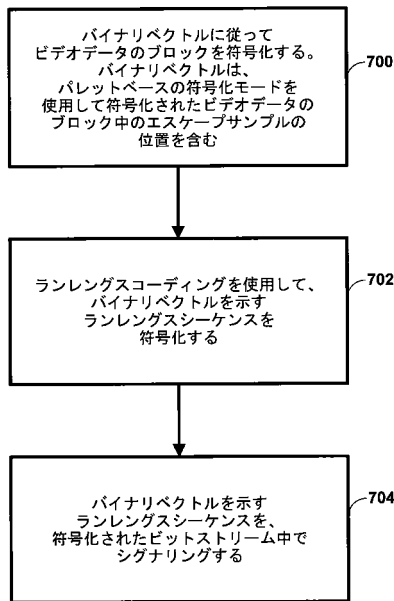 バイナリベクトルに従って
ビデオデータのブロックを符号化する。
バイナリベクトルは、
パレットベースの符号化モードを
使用して符号化されたビデオデータの
ブロック中のエスケープサンプルの
位置を含む
700
ランレングスコーディングを使用して、
バイナリベクトルを示す
ランレングスシーケンスを
符号化する
702
バイナリベクトルを示す
ランレングスシーケンスを、
符号化されたビットストリーム中で
シグナリングする
704